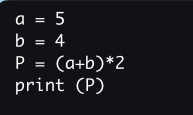 a = 5
b = 4
P = (a+b)*2
print (P)